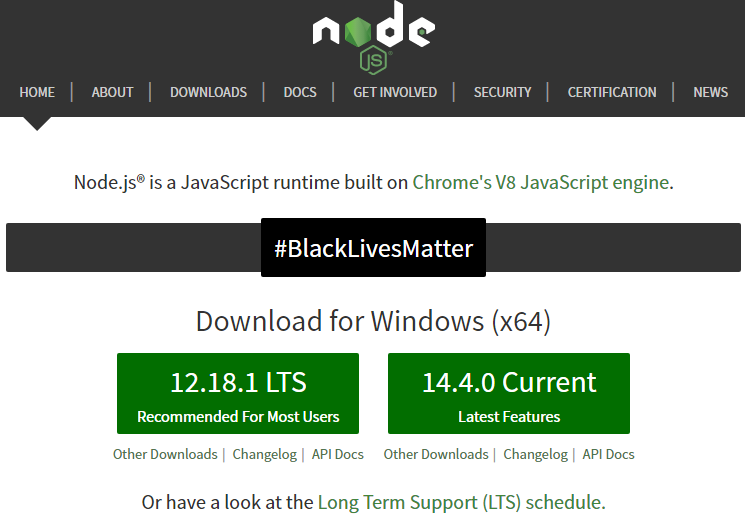 node
JS®
HOME | ABOUT | DOWNLOADS | DOCS | GET INVOLVED | SECURITY | CERTIFICATION | NEWS
Node.js® is a JavaScript runtime built on Chrome's V8 JavaScript engine.
#BlackLivesMatter
Download for Windows (x64)
12.18.1 LTS
Recommended For Most Users
14.4.0 Current
Latest Features
Other Downloads | Changelog | API Docs
Other Downloads | Changelog | API Docs
Or have a look at the Long Term Support (LTS) schedule.